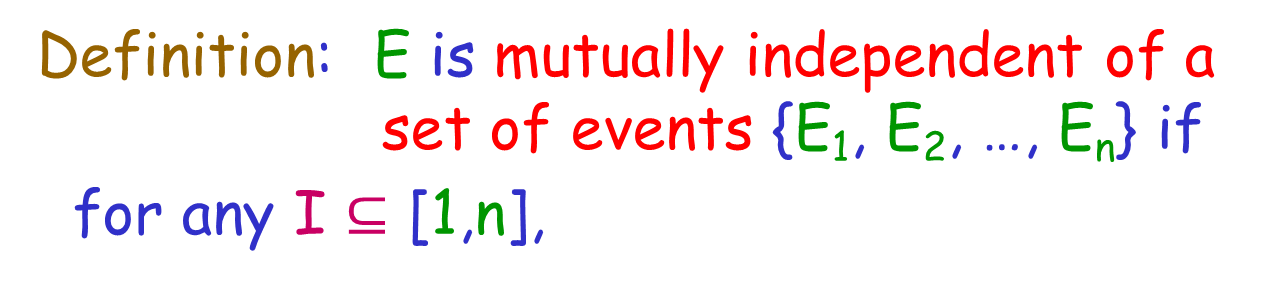 Definition: E is mutually independent of a
set of events {E₁, E₂, …, Eₙ} if
for any I ⊆ [1,n],